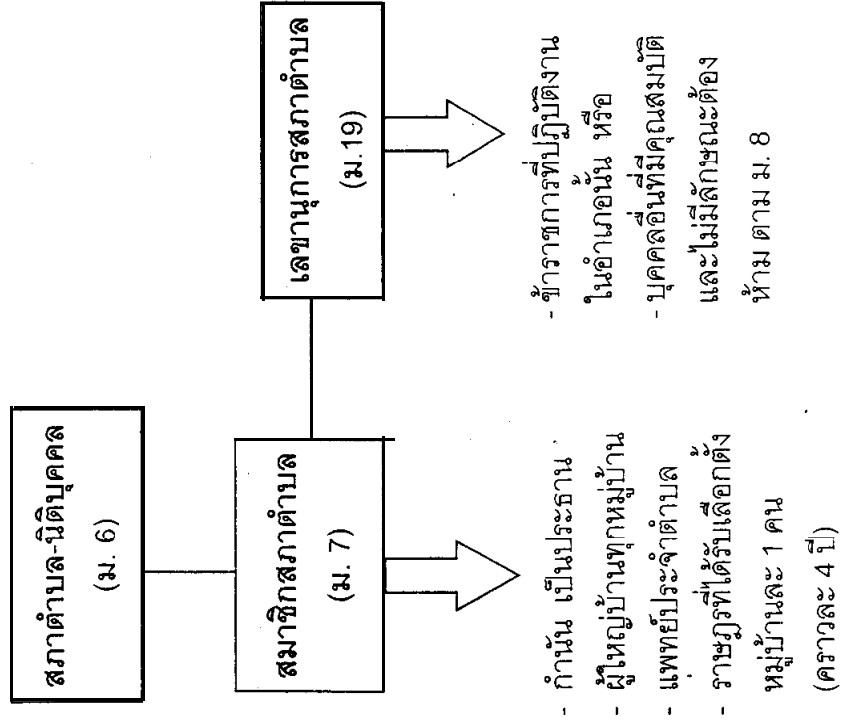 สภาตำบล-นิติบุคคล
(ม. 6)
สมาชิกสภาตำบล
(ม. 7)
- กำนัน เป็นประธาน
- ผู้ใหญ่บ้านทุกหมู่บ้าน
- แพทย์ประจำตำบล
- ราษฎรที่ได้รับเลือกตั้ง
หมู่บ้านละ 1 คน
(คราวละ 4 ปี)
เลขานุการสภาตำบล
(ม.19)
- ข้าราชการที่ปฏิบัติงาน
ในอำเภอนั้น หรือ
- บุคคลอื่นที่มีคุณสมบัติ
และไม่มีลักษณะต้อง
ห้าม ตาม ม. 8